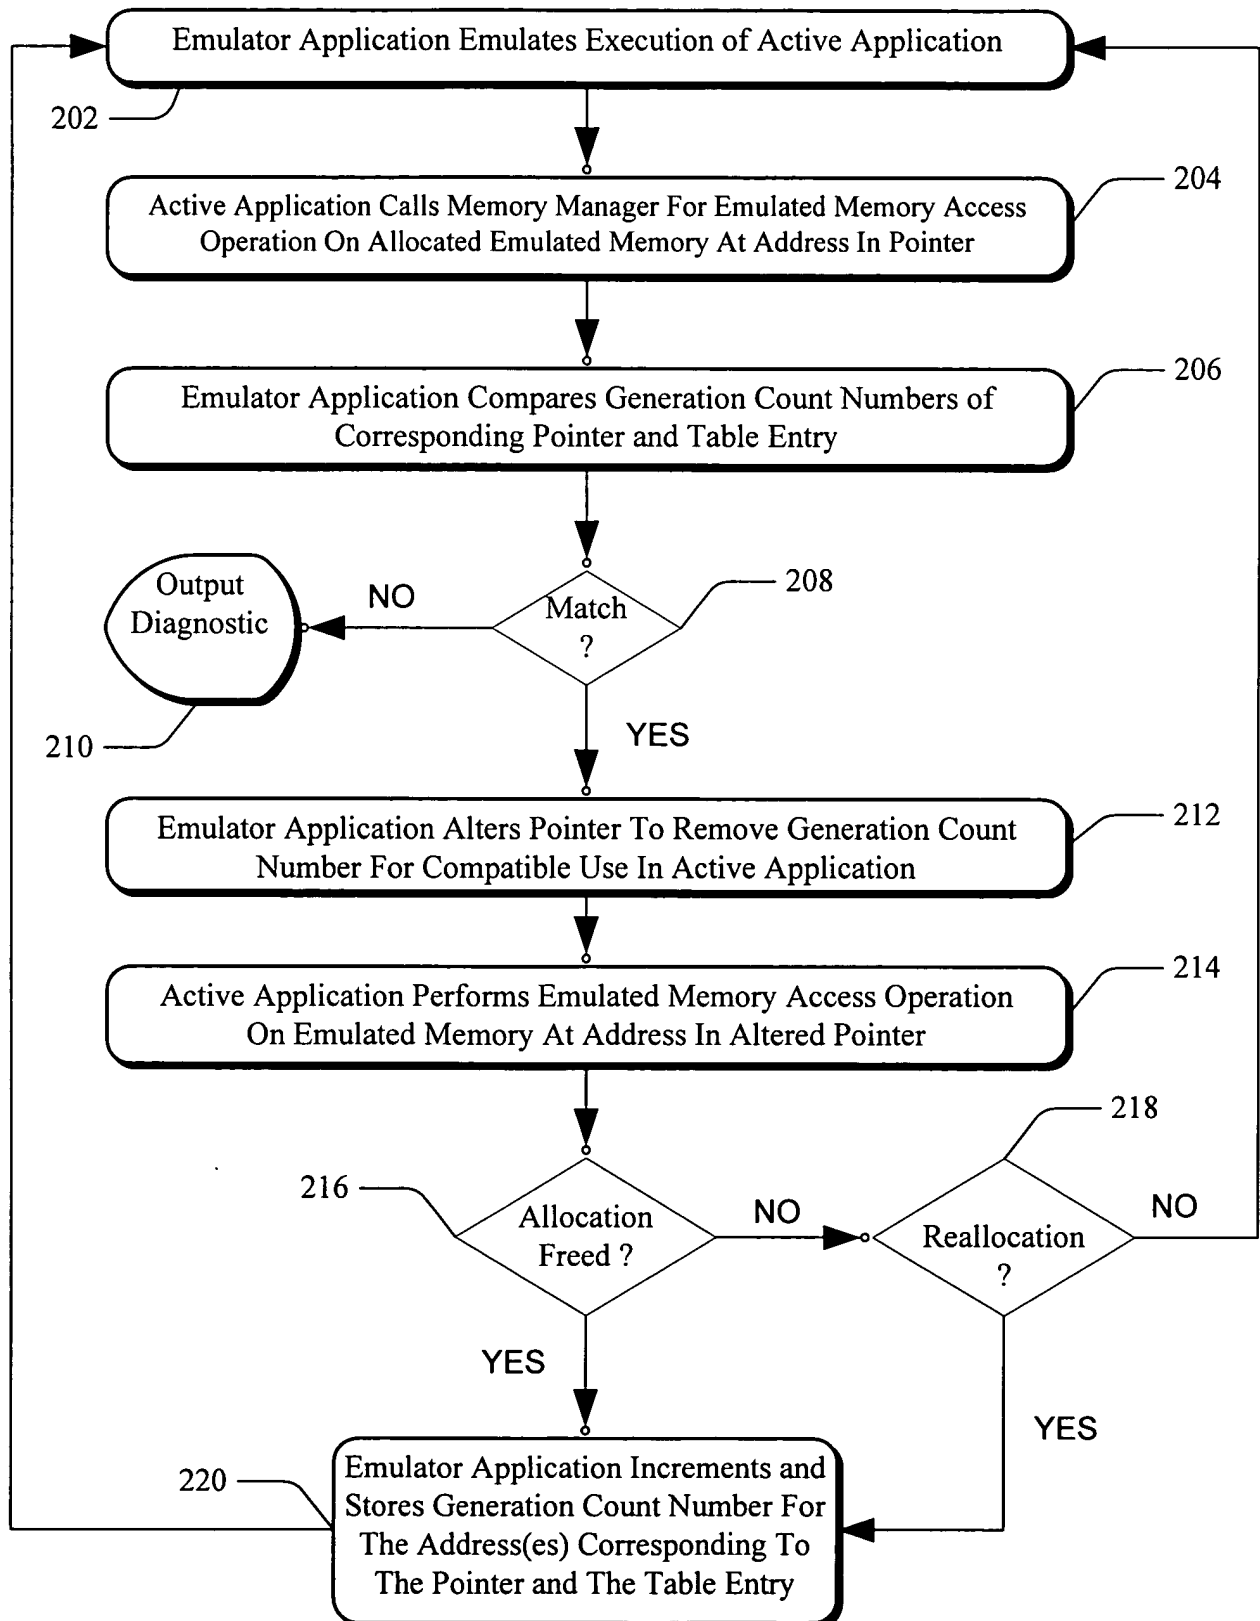 Emulator Application Emulates Execution of Active Application
202
204
Active Application Calls Memory Manager For Emulated Memory Access
Operation On Allocated Emulated Memory At Address In Pointer
206
Emulator Application Compares Generation Count Numbers of
Corresponding Pointer and Table Entry
Output
Diagnostic
NO
Match
?
208
210
YES
212
Emulator Application Alters Pointer To Remove Generation Count
Number For Compatible Use In Active Application
214
Active Application Performs Emulated Memory Access Operation
On Emulated Memory At Address In Altered Pointer
218
216
Allocation
Freed ?
NO
Reallocation
?
NO
YES
YES
220
Emulator Application Increments and
Stores Generation Count Number For
The Address(es) Corresponding To
The Pointer and The Table Entry